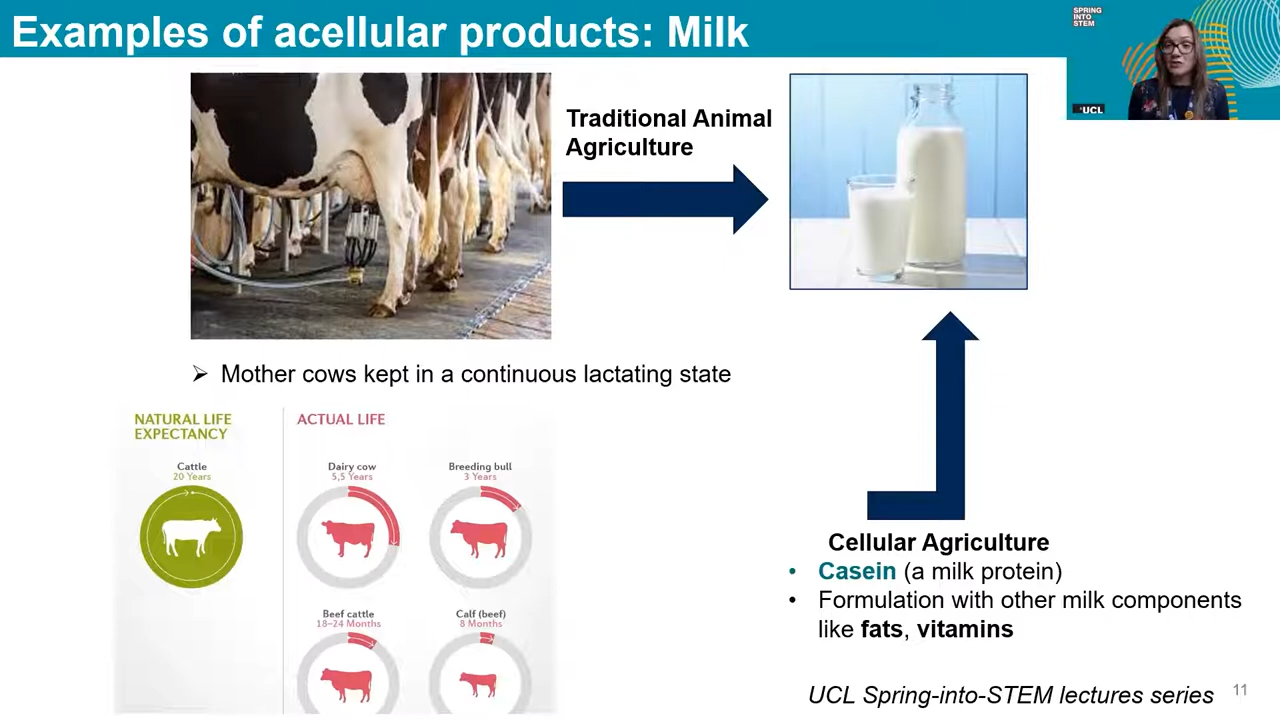 Examples of acellular products: Milk
SPRING
INTO
STEM
UCL
Traditional Animal
Agriculture
➢ Mother cows kept in a continuous lactating state
NATURAL LIFE
EXPECTANCY
Cattle
20 Years
ACTUAL LIFE
Dairy cow
5,5 Years
Breeding bull
3 Years
Beef cattle
18–24 Months
Calf (beef)
8 Months
Cellular Agriculture
• Casein (a milk protein)
• Formulation with other milk components
like fats, vitamins
UCL Spring-into-STEM lectures series
11